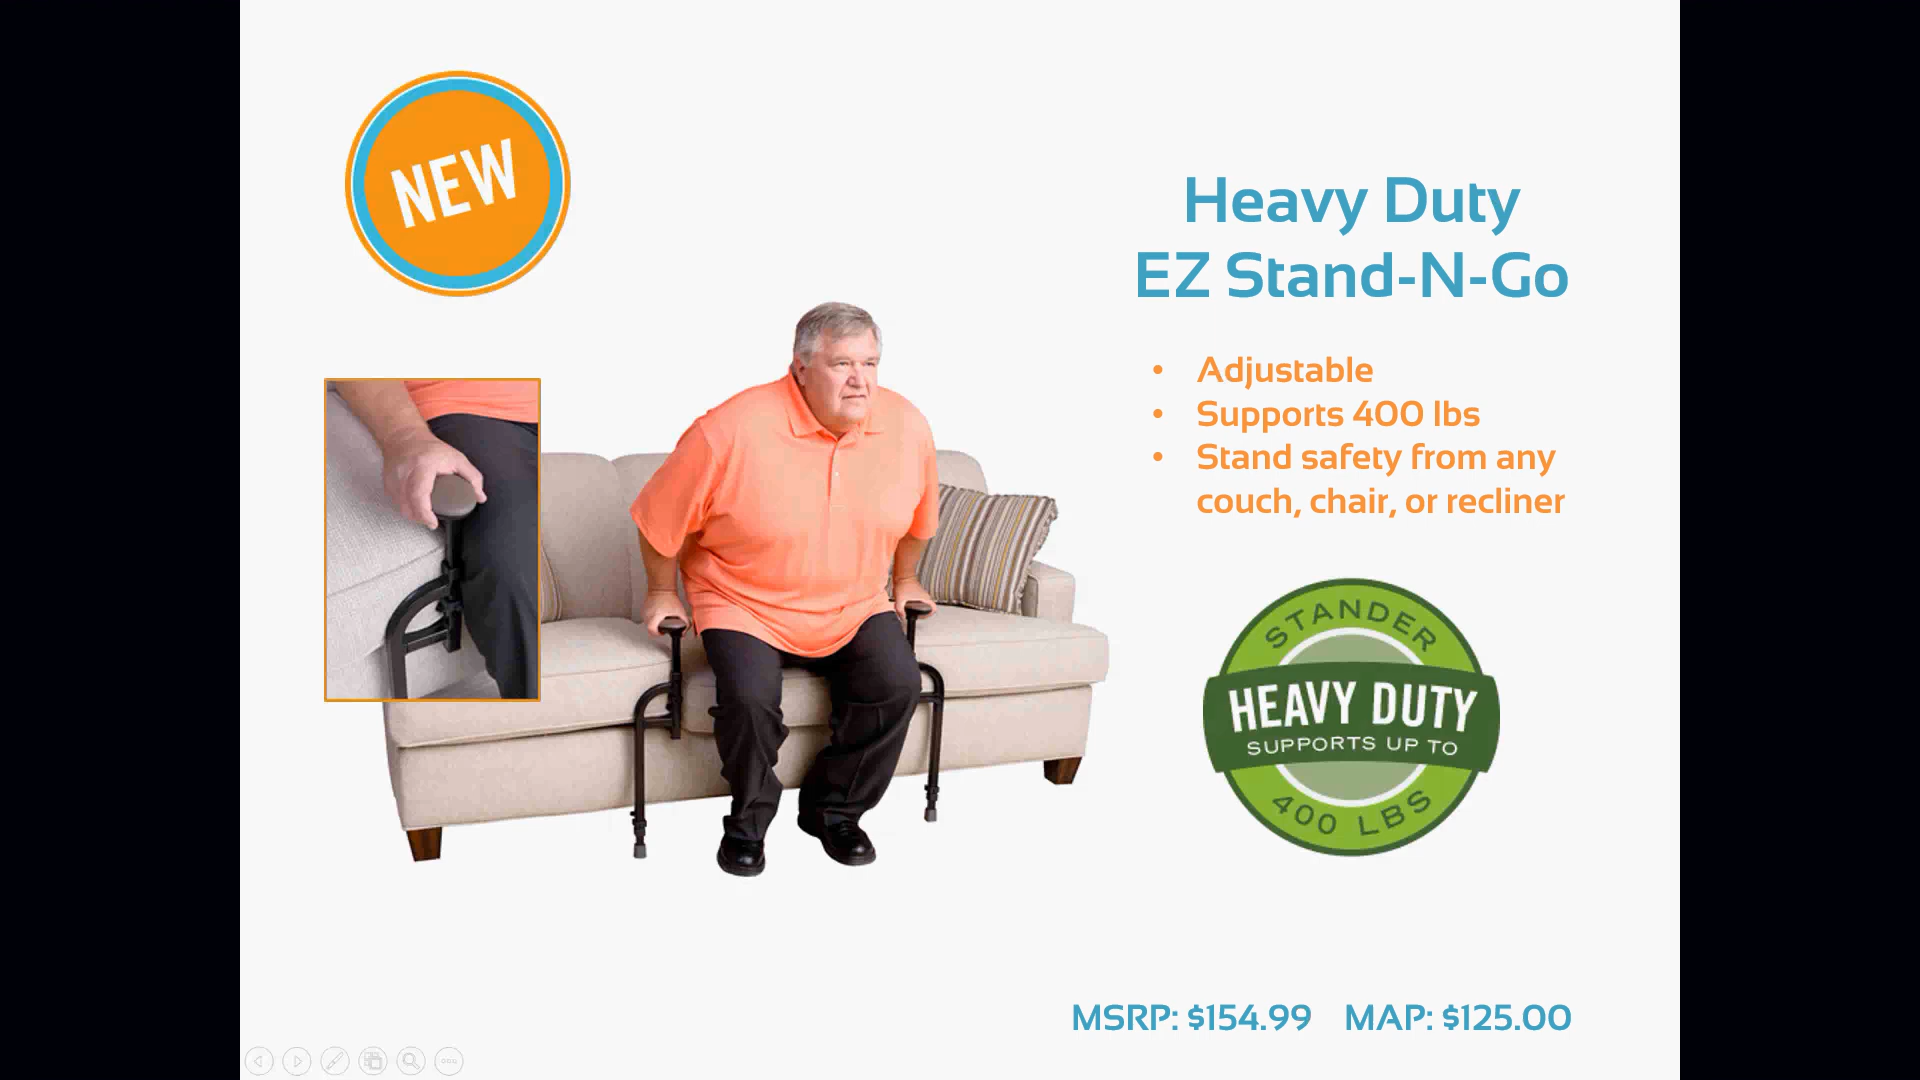 NEW
Heavy Duty
EZ Stand-N-Go
• Adjustable
• Supports 400 lbs
• Stand safety from any
couch, chair, or recliner
STANDER
HEAVY DUTY
SUPPORTS UP TO
400 LBS
MSRP: $154.99 MAP: $125.00